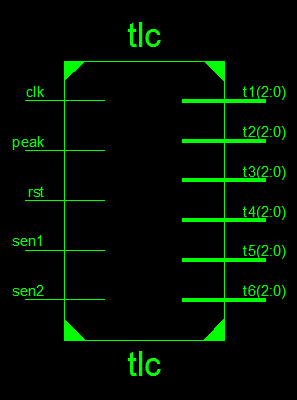 tlc
clk
t1(2:0)
peak
t2(2:0)
rst
t3(2:0)
t4(2:0)
sen1
t5(2:0)
sen2
t6(2:0)
tlc